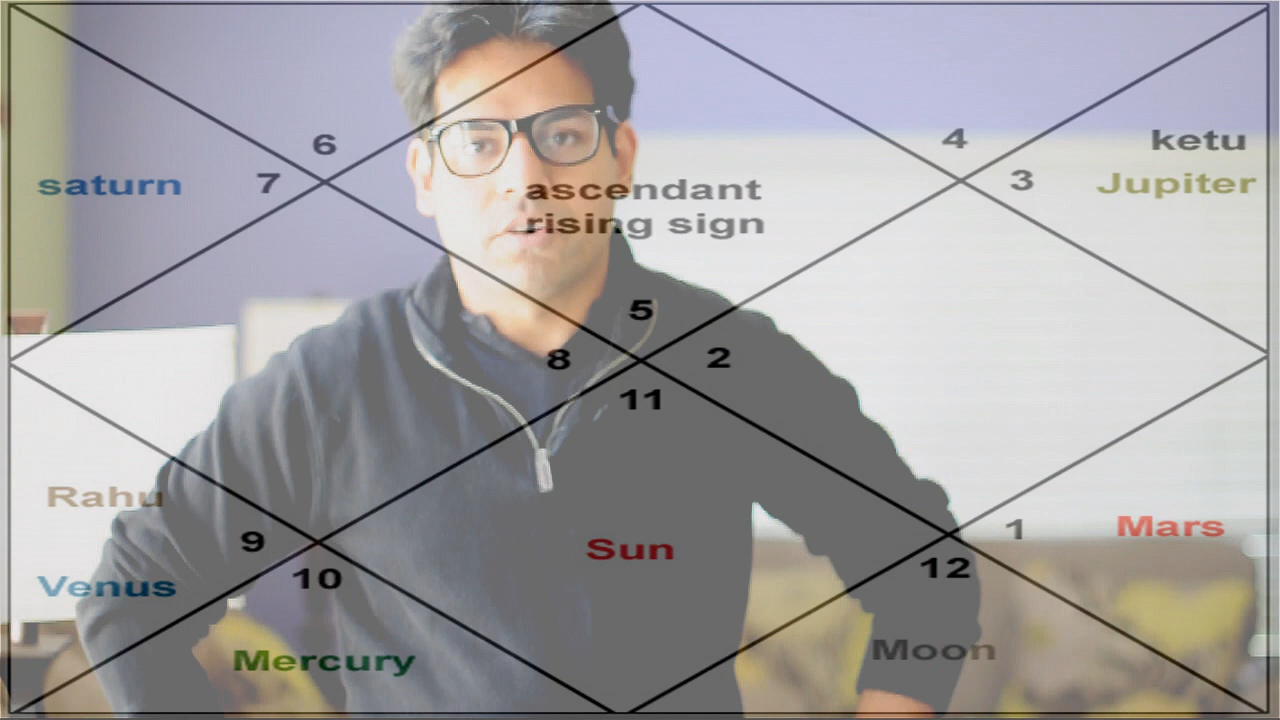 6
4
ketu
saturn
7
ascendant
rising sign
3
Jupiter
5
8
2
11
Rahu
9
Sun
1
Mars
Venus
10
12
Mercury
Moon